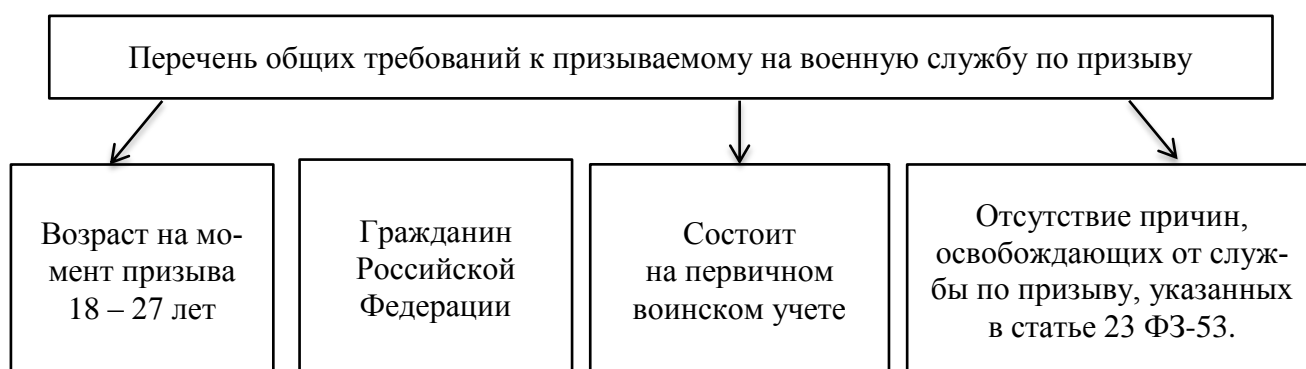 Перечень общих требований к призываемому на военную службу по призыву
Возраст на мо-
мент призыва
18 – 27 лет
Гражданин
Российской
Федерации
Состоит
на первичном
воинском учете
Отсутствие причин,
освобождающих от служ-
бы по призыву, указанных
в статье 23 ФЗ-53.